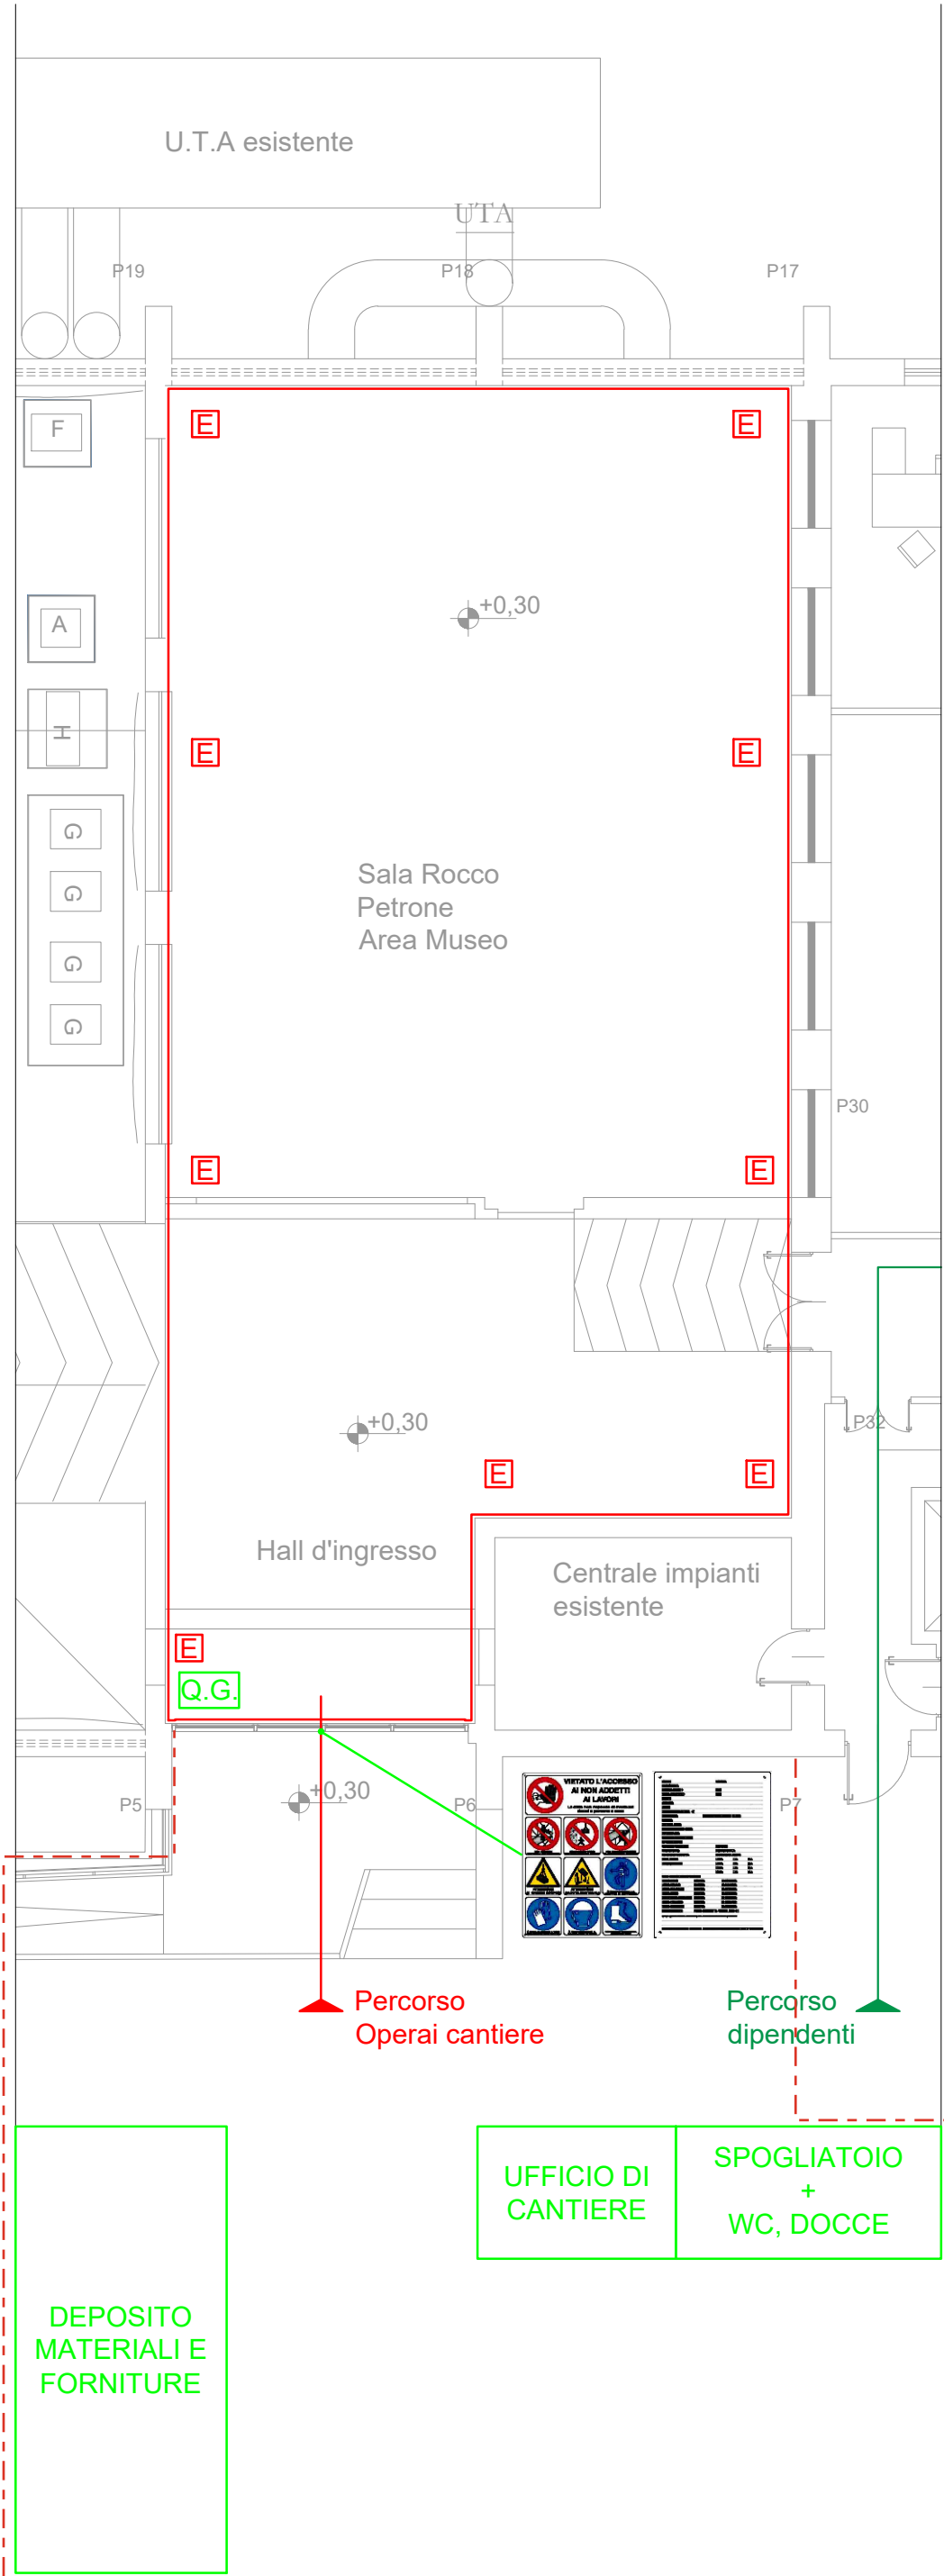 U.T.A esistente
UTA
P19
P18
P17
F
E
E
A
+0,30
H
E
E
G
G
G
G
Sala Rocco
Petrone
Area Museo
P30
E
E
P32
+0,30
E
E
Hall d'ingresso
Centrale impianti
esistente
E
Q.G.
+0,30
P5
P6
P7
VIETATO L'ACCESSO
AI NON ADDETTI
AI LAVORI
Percorso
Operai cantiere
Percorso
dipendenti
UFFICIO DI
CANTIERE
SPOGLIATOIO
+
WC, DOCCE
DEPOSITO
MATERIALI E
FORNITURE